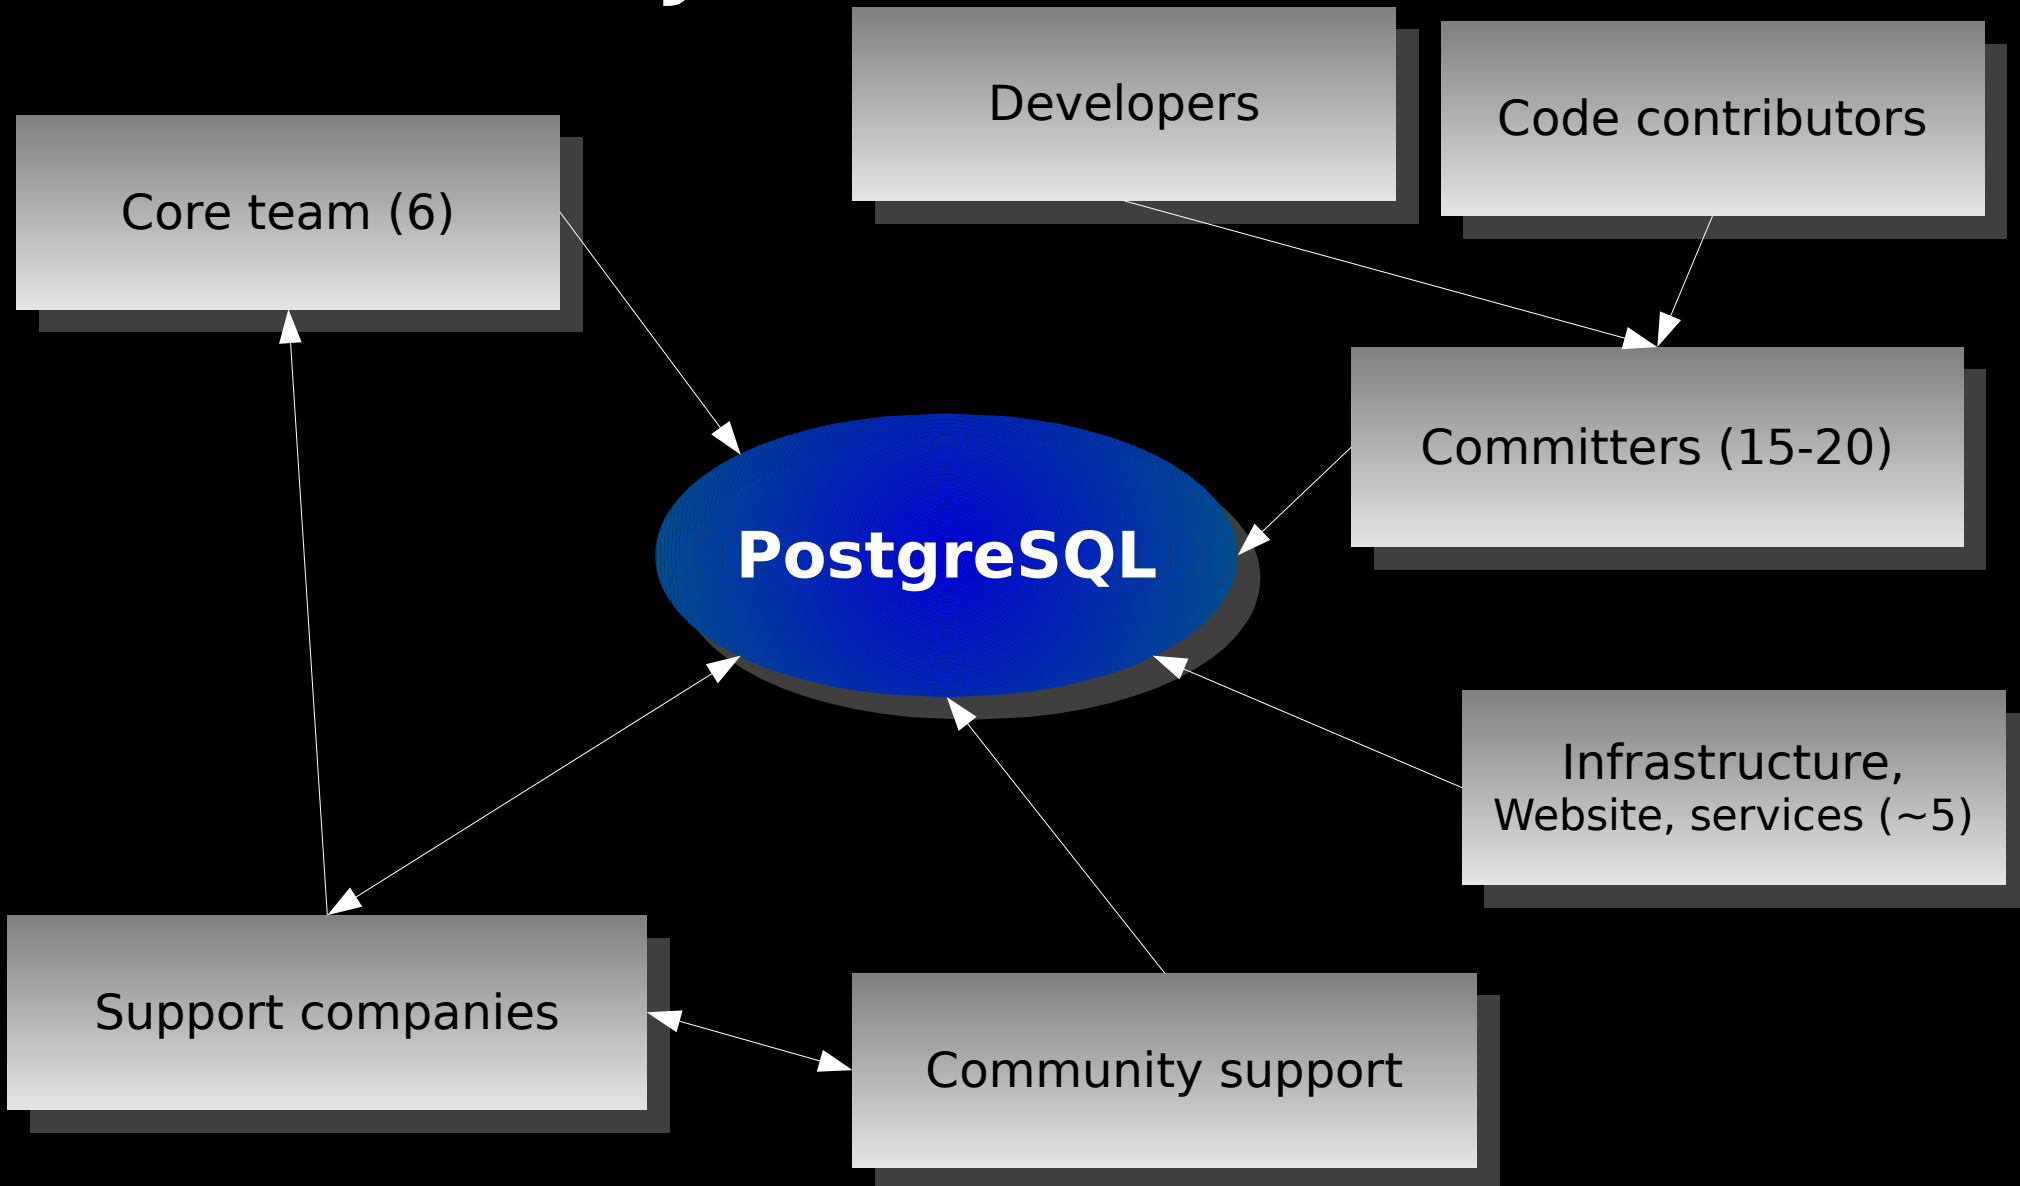 Developers
Code contributors
Core team (6)
Committers (15-20)
PostgreSQL
Infrastructure,
Website, services (~5)
Support companies
Community support